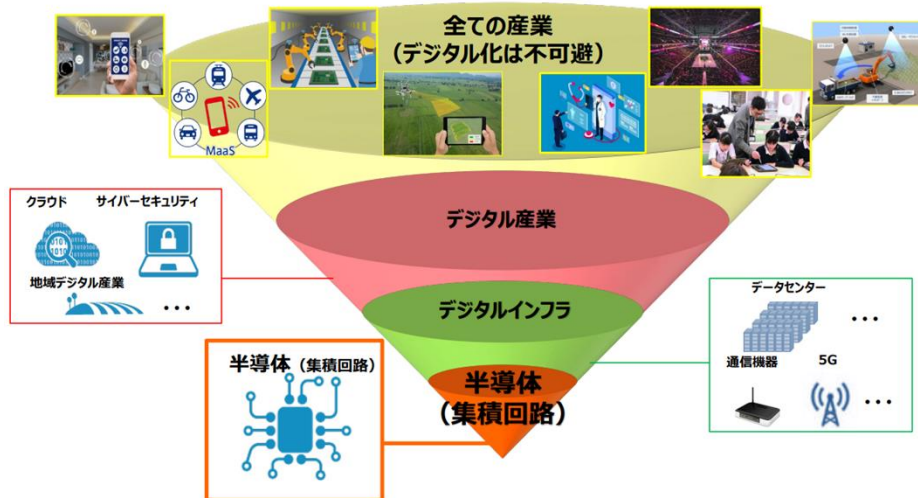 全ての産業
(デジタル化は不可避)
MaaS
クラウド
サイバーセキュリティ
地域デジタル産業
・・・
デジタル産業
デジタルインフラ
データセンター
・・・
通信機器
5G
・・・
半導体（集積回路）
半導体
(集積回路)